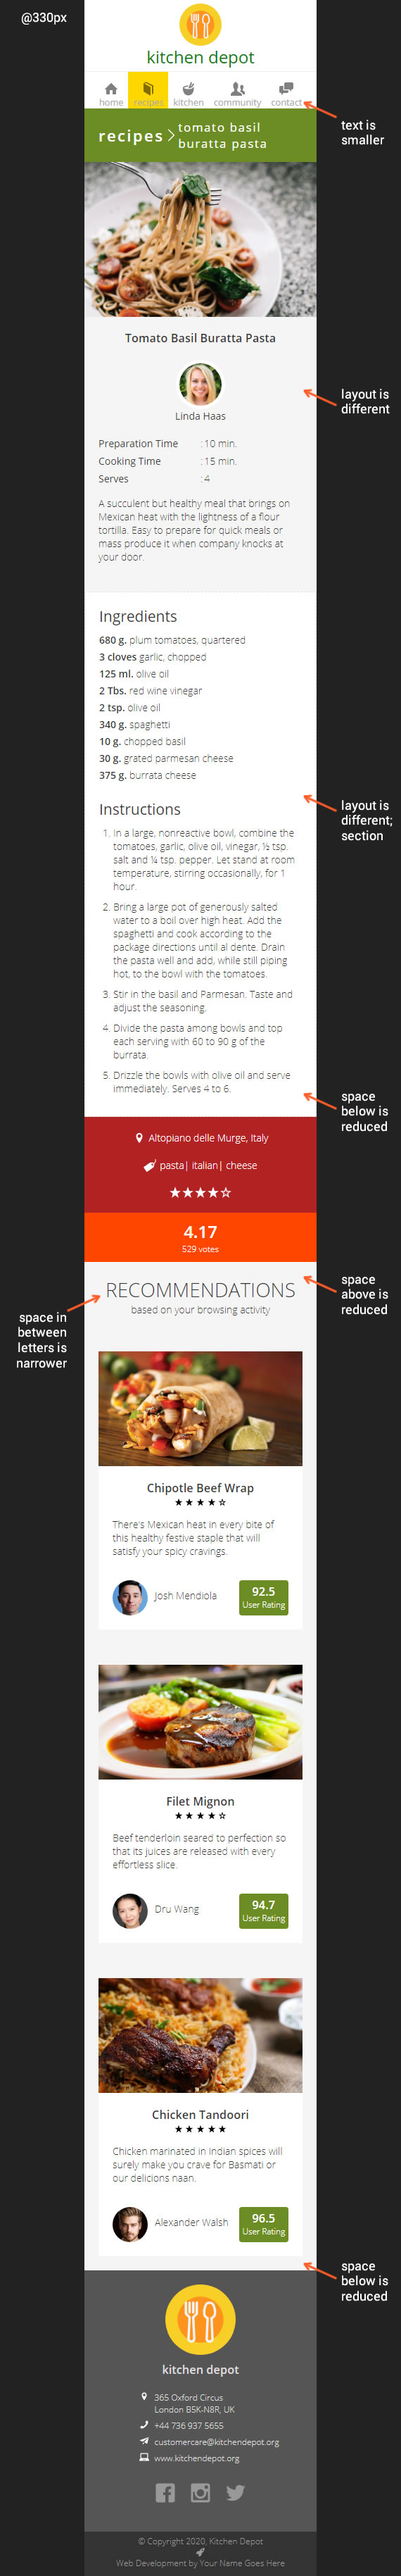 @330px
kitchen depot
home recipes kitchen community contact
text is
smaller
recipes > tomato basil
buratta pasta
Tomato Basil Buratta Pasta
layout is
different
Linda Haas
Preparation Time : 10 min.
Cooking Time : 15 min.
Serves : 4
A succulent but healthy meal that brings on
Mexican heat with the lightness of a flour
tortilla. Easy to prepare for quick meals or
mass produce it when company knocks at
your door.
Ingredients
680 g. plum tomatoes, quartered
3 cloves garlic, chopped
125 ml. olive oil
2 Tbs. red wine vinegar
2 tsp. olive oil
340 g. spaghetti
10 g. chopped basil
30 g. grated parmesan cheese
375 g. burrata cheese
layout is
different;
section
Instructions
1. In a large, nonreactive bowl, combine the
tomatoes, garlic, olive oil, vinegar, ½ tsp.
salt and ¼ tsp. pepper. Let stand at room
temperature, stirring occasionally, for 1
hour.
2. Bring a large pot of generously salted
water to a boil over high heat. Add the
spaghetti and cook according to the
package directions until al dente. Drain
the pasta well and add, while still piping
hot, to the bowl with the tomatoes.
3. Stir in the basil and Parmesan. Taste and
adjust the seasoning.
4. Divide the pasta among bowls and top
each serving with 60 to 90 g of the
burrata.
5. Drizzle the bowls with olive oil and serve
immediately. Serves 4 to 6.
space
below is
reduced
Altopiano delle Murge, Italy
pasta| italian| cheese
★★★★☆
4.17
529 votes
space
above is
reduced
RECOMMENDATIONS
based on your browsing activity
space in
between
letters is
narrower
Chipotle Beef Wrap
★★★★☆
There's Mexican heat in every bite of
this healthy festive staple that will
satisfy your spicy cravings.
Josh Mendiola
92.5
User Rating
Filet Mignon
★★★★☆
Beef tenderloin seared to perfection so
that its juices are released with every
effortless slice.
Dru Wang
94.7
User Rating
Chicken Tandoori
★★★★★
Chicken marinated in Indian spices will
surely make you crave for Basmati or
our delicions naan.
Alexander Walsh
96.5
User Rating
space
below is
reduced
kitchen depot
365 Oxford Circus
London B5K-N8R, UK
+44 736 937 5655
customercare@kitchendepot.org
www.kitchendepot.org
© Copyright 2020, Kitchen Depot
Web Development by Your Name Goes Here